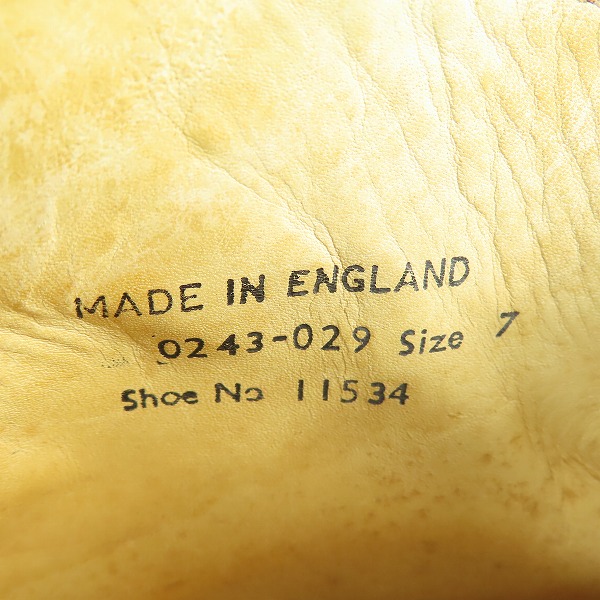 MADE IN ENGLAND
0243-029 Size 7
Shoe No 11534